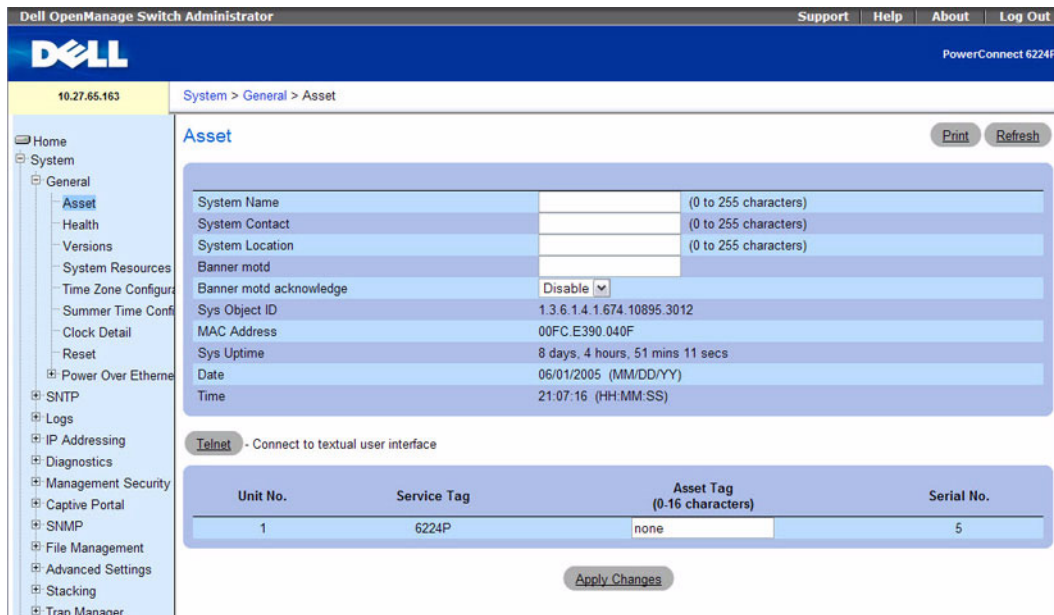 Dell OpenManage Switch Administrator
Support Help About Log Out
DELL
PowerConnect 6224P
10.27.65.163
System > General > Asset
Home
System
General
Asset
Health
Versions
System Resources
Time Zone Configura
Summer Time Confi
Clock Detail
Reset
Power Over Etherne
SNTP
Logs
IP Addressing
Diagnostics
Management Security
Captive Portal
SNMP
File Management
Advanced Settings
Stacking
Trap Manager
Asset
Print Refresh
System Name (0 to 255 characters)
System Contact (0 to 255 characters)
System Location (0 to 255 characters)
Banner motd
Banner motd acknowledge Disable
Sys Object ID 1.3.6.1.4.1.674.10895.3012
MAC Address 00FC.E390.040F
Sys Uptime 8 days, 4 hours, 51 mins 11 secs
Date 06/01/2005 (MM/DD/YY)
Time 21:07:16 (HH:MM:SS)
Telnet - Connect to textual user interface
Unit No. Service Tag Asset Tag (0-16 characters) Serial No.
1 6224P none 5
Apply Changes